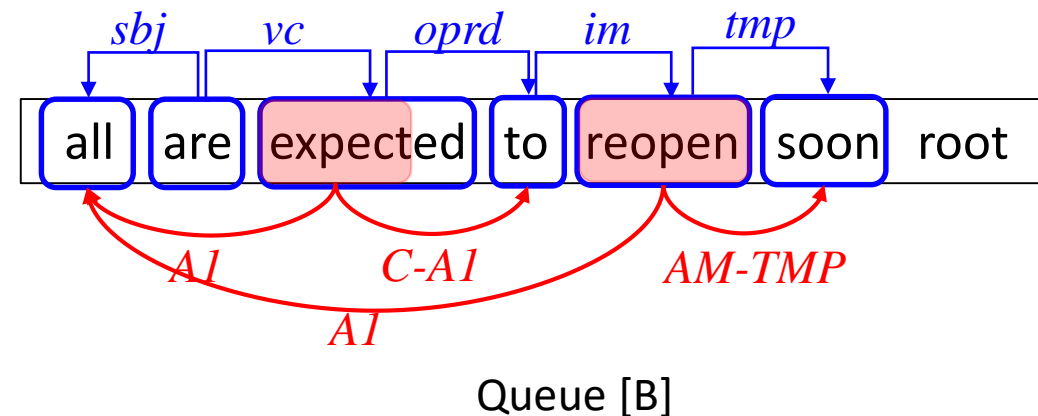 sbj vc oprd im tmp
all are expected to reopen soon root
A1 C-A1 AM-TMP
A1
Queue [B]